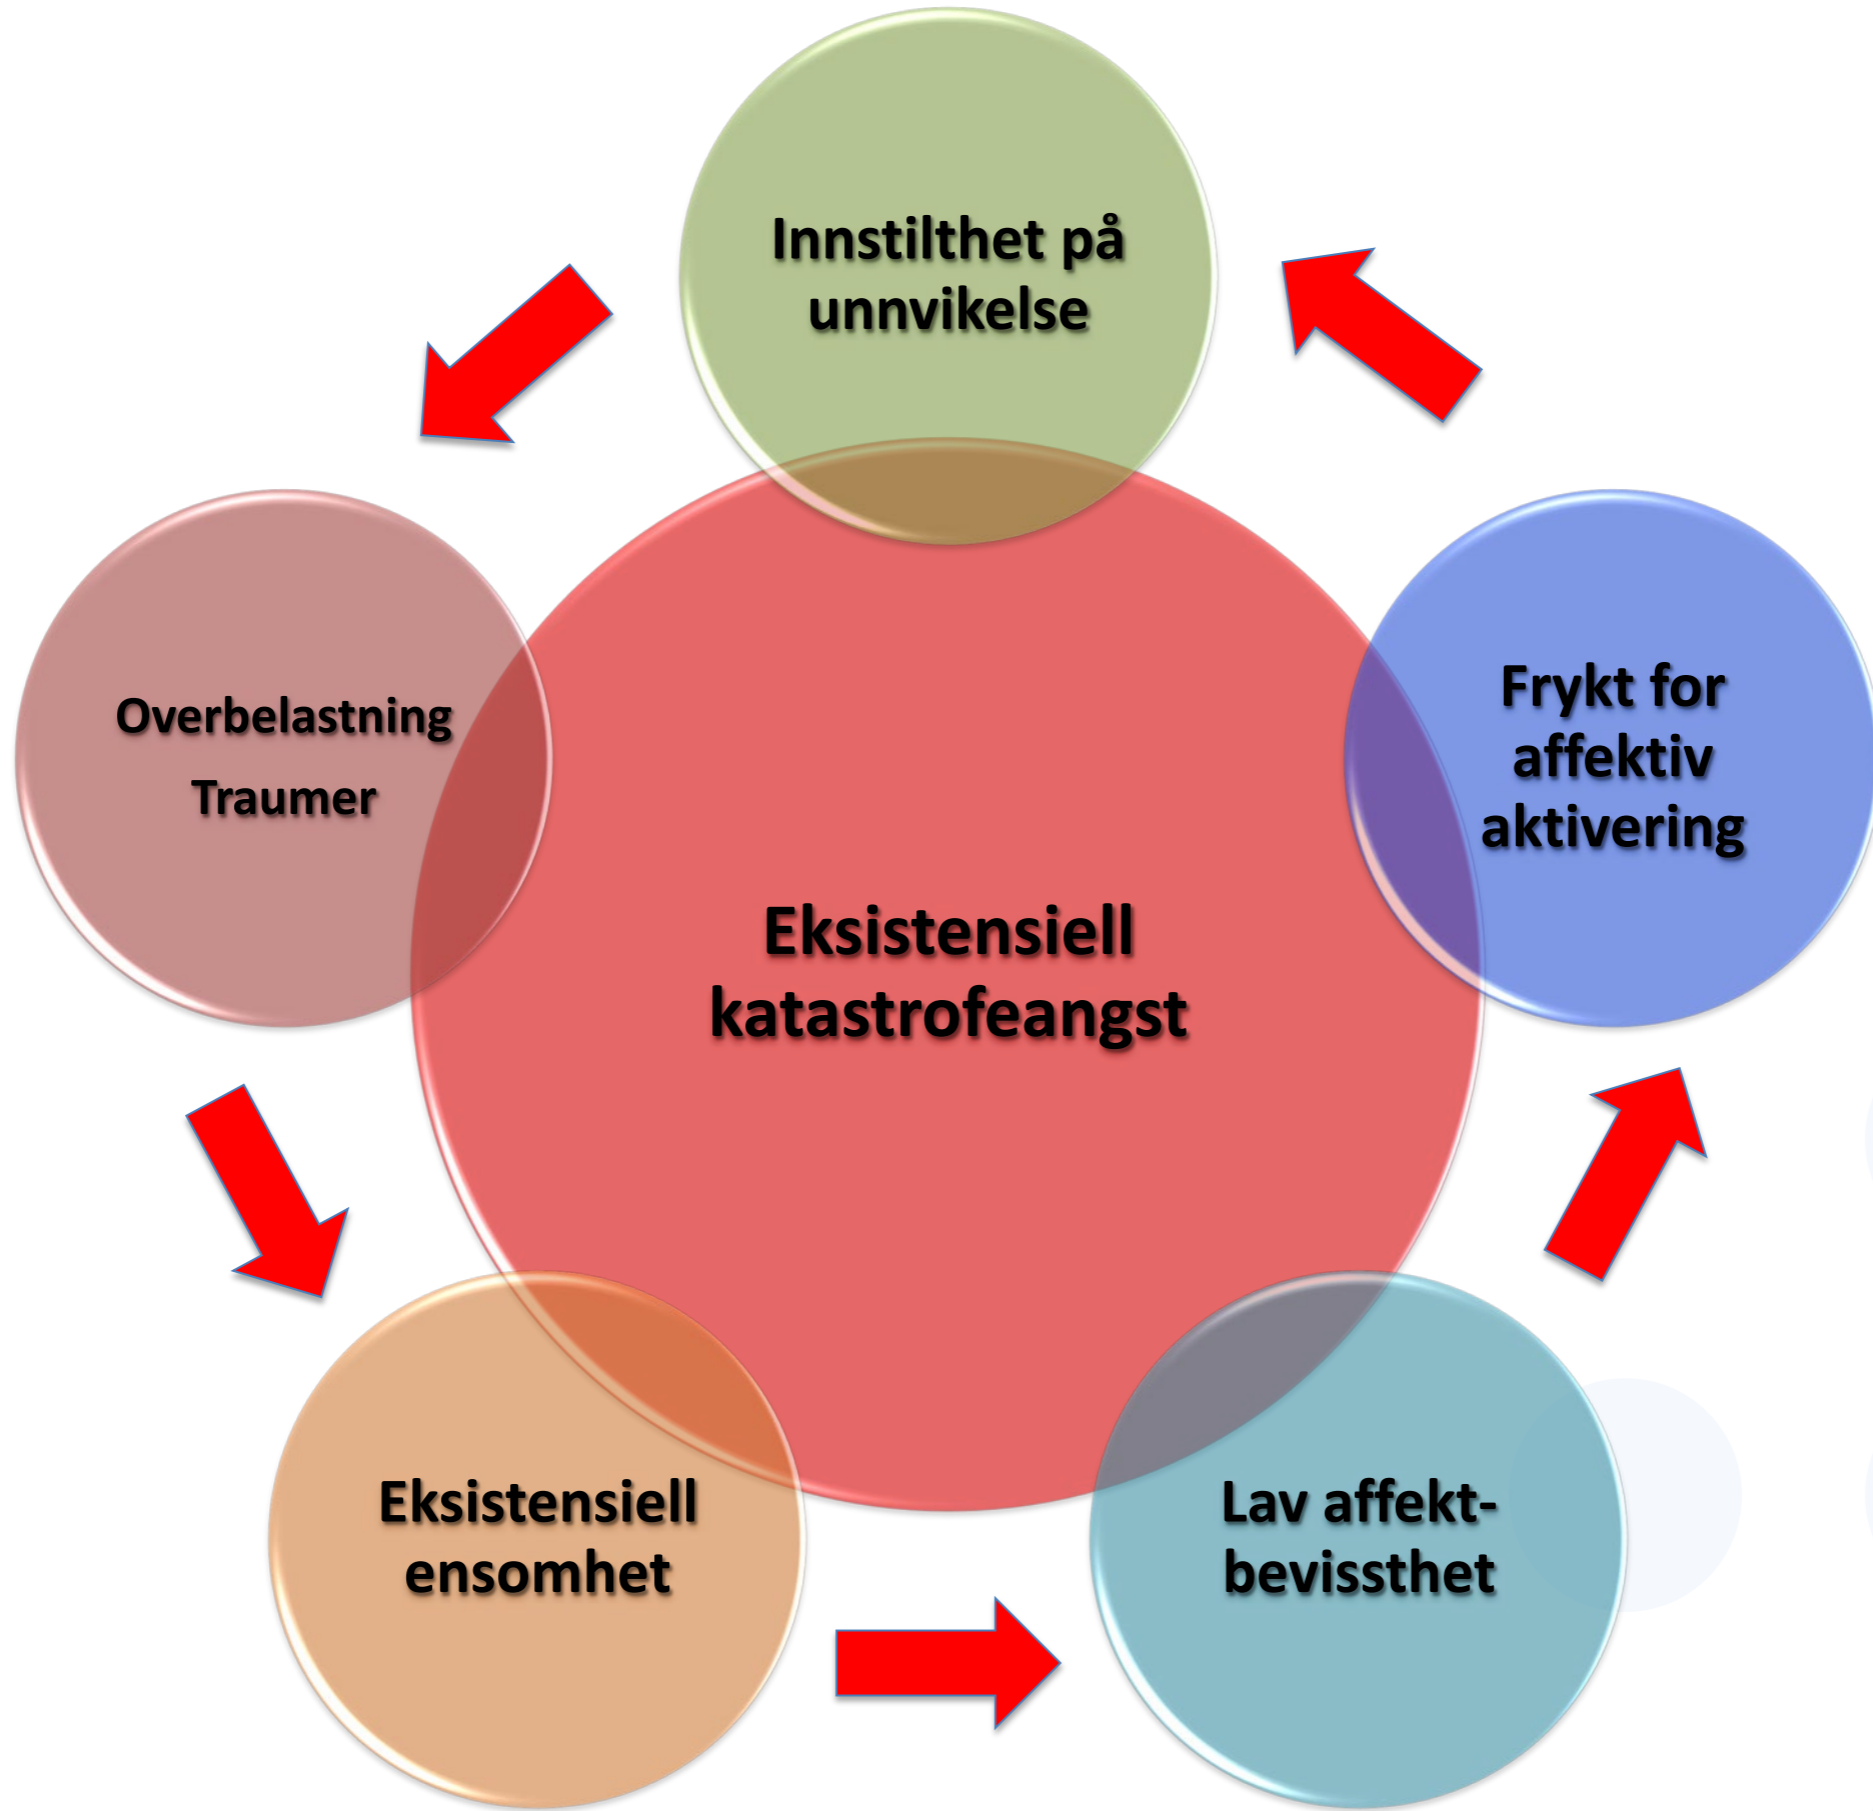 Innstilthet på
unnvikelse
Frykt for
affektiv
aktivering
Overbelastning
Traumer
Eksistensiell
katastrofeangst
Eksistensiell
ensomhet
Lav affekt-
bevissthet